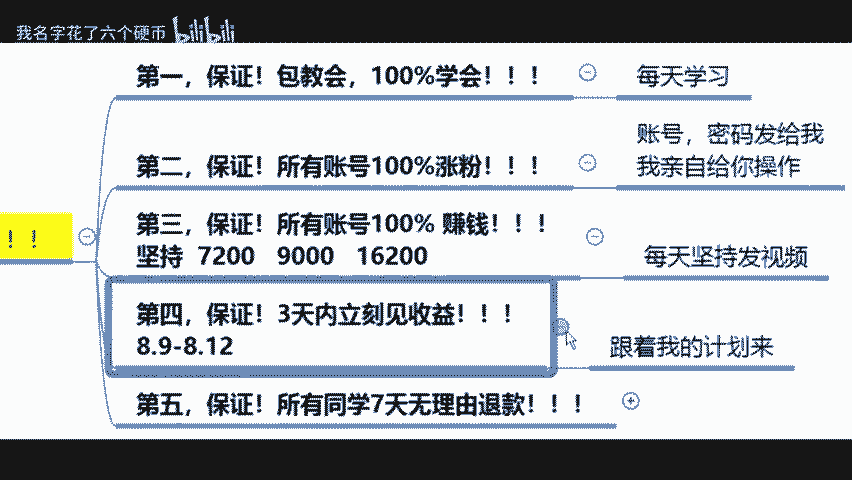 我名字花了六个硬币 bilibili
！！
第一，保证！包教会，100%学会！！！
每天学习
账号，密码发给我
我亲自给你操作
第二，保证！所有账号100%涨粉！！！
第三，保证！所有账号100% 赚钱！！！
坚持 7200 9000 16200
每天坚持发视频
第四，保证！3天内立刻见收益！！！
8.9-8.12
跟着我的计划来
第五，保证！所有同学7天无理由退款！！！